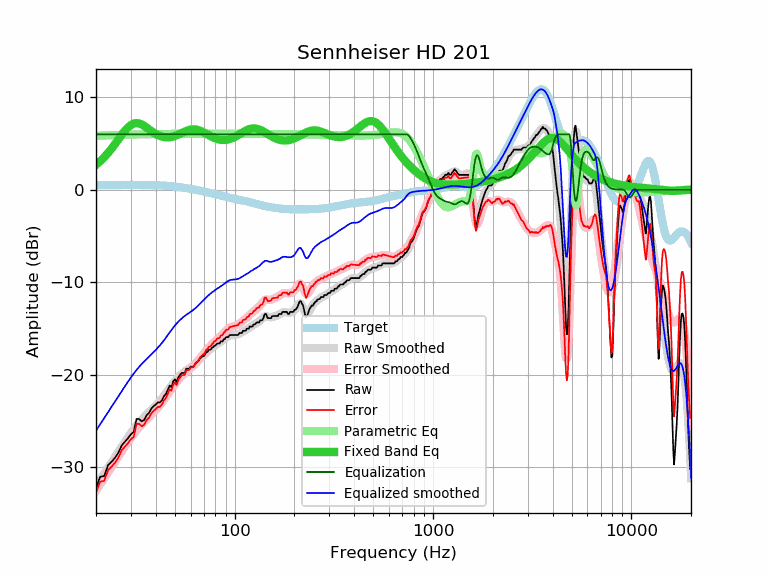 Sennheiser HD 201
Amplitude (dBr)
10
0
−10
−20
−30
Target
Raw Smoothed
Error Smoothed
Raw
Error
Parametric Eq
Fixed Band Eq
Equalization
Equalized smoothed
100
1000
10000
Frequency (Hz)